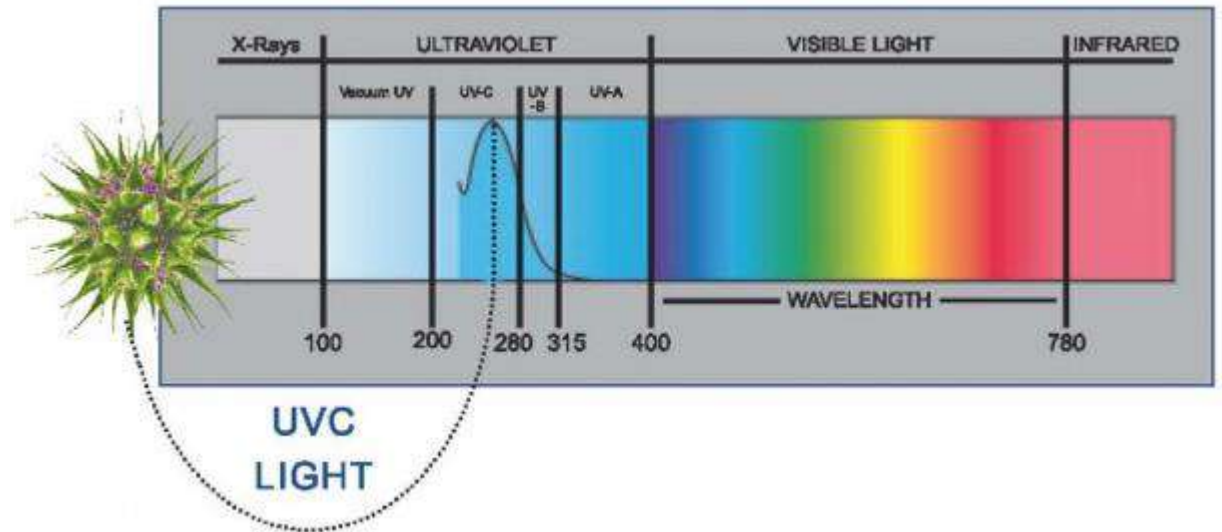 X-Rays ULTRAVIOLET VISIBLE LIGHT INFRARED
Vacuum UV UV-C UV UV-A
-B
WAVELENGTH
100 200 280 315 400 780
UVC
LIGHT